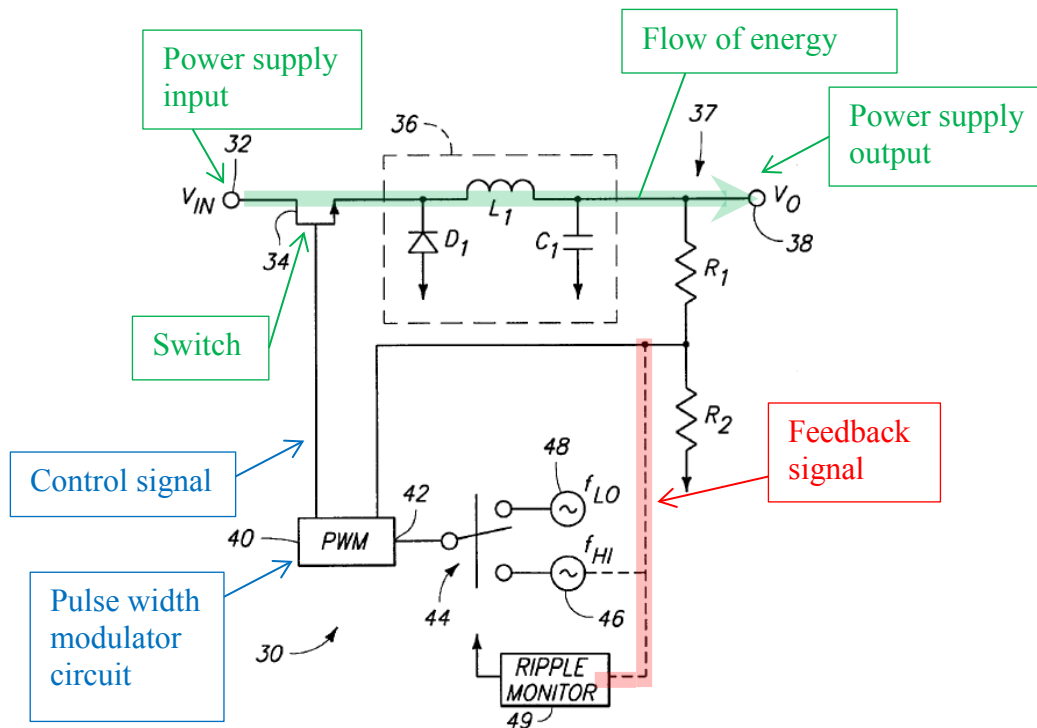 Power supply
input
Flow of energy
Power supply
output
36
37
32
V_IN
L_1
V_O
38
34
D_1
C_1
R_1
Switch
R_2
Feedback
signal
Control signal
48
f_LO
42
40
PWM
f_HI
44
46
Pulse width
modulator
circuit
30
RIPPLE
MONITOR
49